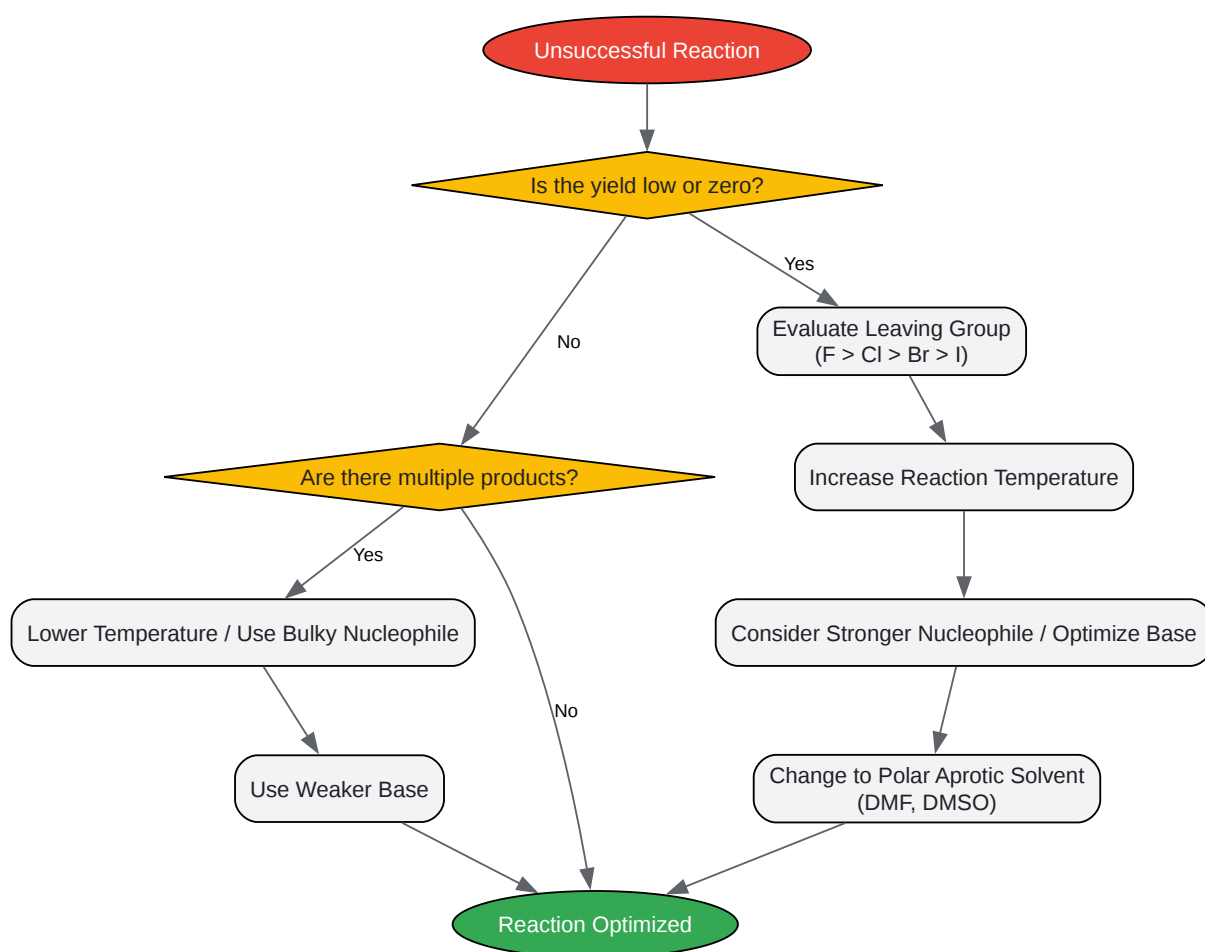 Unsuccessful Reaction
Is the yield low or zero?
Yes
No
Evaluate Leaving Group
(F > Cl > Br > I)
Are there multiple products?
Increase Reaction Temperature
Yes
Lower Temperature / Use Bulky Nucleophile
Consider Stronger Nucleophile / Optimize Base
No
Use Weaker Base
Change to Polar Aprotic Solvent
(DMF, DMSO)
Reaction Optimized